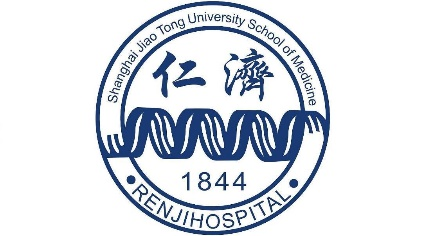 Shanghai Jiao Tong University School of Medicine
仁濟
1844
RENJIHOSPITAL